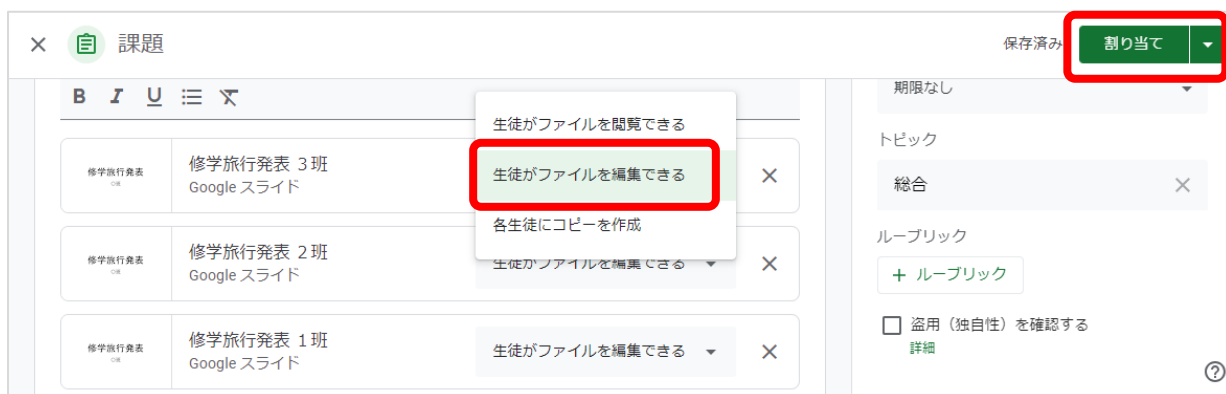 課題
保存済み
割り当て
B I U
生徒がファイルを閲覧できる
生徒がファイルを編集できる
各生徒にコピーを作成
修学旅行発表
修学旅行発表 3班
Google スライド
修学旅行発表
修学旅行発表 2班
Google スライド
生徒がファイルを編集できる
修学旅行発表
修学旅行発表 1班
Google スライド
生徒がファイルを編集できる
期限なし
トピック
総合
ルーブリック
+ ルーブリック
盗用（独自性）を確認する
詳細